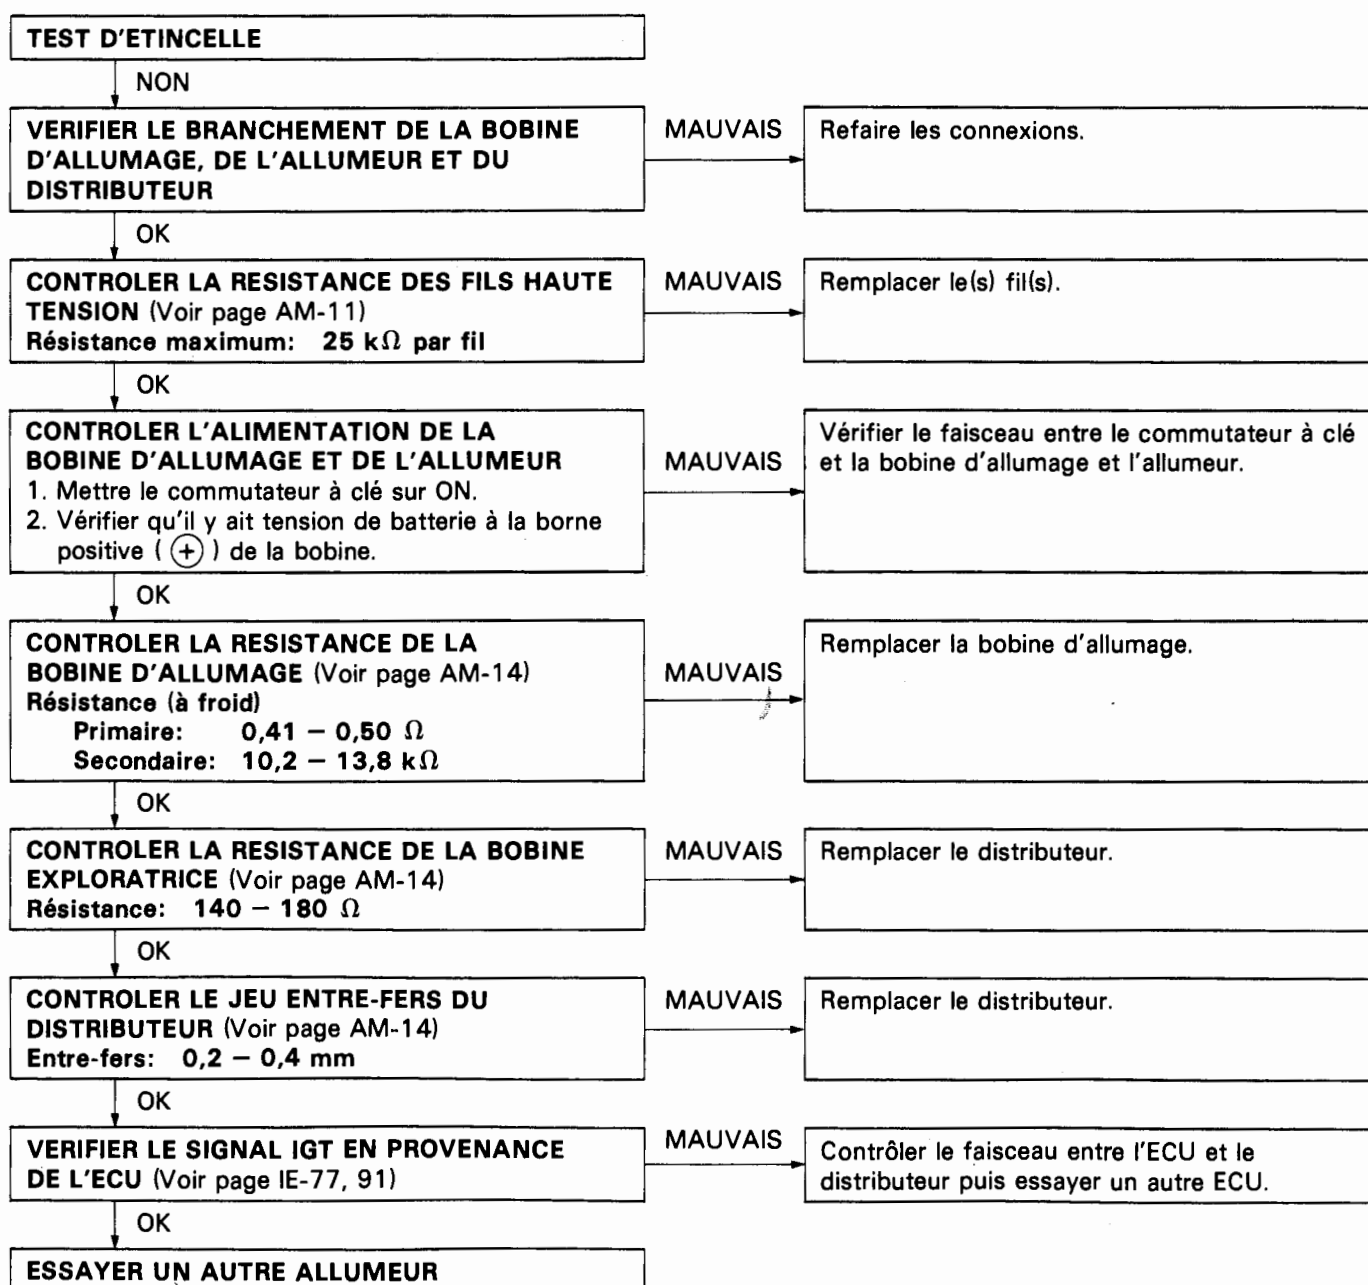 TEST D'ETINCELLE
NON
VERIFIER LE BRANCHEMENT DE LA BOBINE
D'ALLUMAGE, DE L'ALLUMEUR ET DU
DISTRIBUTEUR
MAUVAIS
Refaire les connexions.
OK
CONTROLER LA RESISTANCE DES FILS HAUTE
TENSION (Voir page AM-11)
Résistance maximum: 25 kΩ par fil
MAUVAIS
Remplacer le(s) fil(s).
OK
CONTROLER L'ALIMENTATION DE LA
BOBINE D'ALLUMAGE ET DE L'ALLUMEUR
1. Mettre le commutateur à clé sur ON.
2. Vérifier qu'il y ait tension de batterie à la borne
positive ( + ) de la bobine.
MAUVAIS
Vérifier le faisceau entre le commutateur à clé
et la bobine d'allumage et l'allumeur.
OK
CONTROLER LA RESISTANCE DE LA
BOBINE D'ALLUMAGE (Voir page AM-14)
Résistance (à froid)
Primaire: 0,41 — 0,50 Ω
Secondaire: 10,2 — 13,8 kΩ
MAUVAIS
Remplacer la bobine d'allumage.
OK
CONTROLER LA RESISTANCE DE LA BOBINE
EXPLORATRICE (Voir page AM-14)
Résistance: 140 — 180 Ω
MAUVAIS
Remplacer le distributeur.
OK
CONTROLER LE JEU ENTRE-FERS DU
DISTRIBUTEUR (Voir page AM-14)
Entre-fers: 0,2 — 0,4 mm
MAUVAIS
Remplacer le distributeur.
OK
VERIFIER LE SIGNAL IGT EN PROVENANCE
DE L'ECU (Voir page IE-77, 91)
MAUVAIS
Contrôler le faisceau entre l'ECU et le
distributeur puis essayer un autre ECU.
OK
ESSAYER UN AUTRE ALLUMEUR